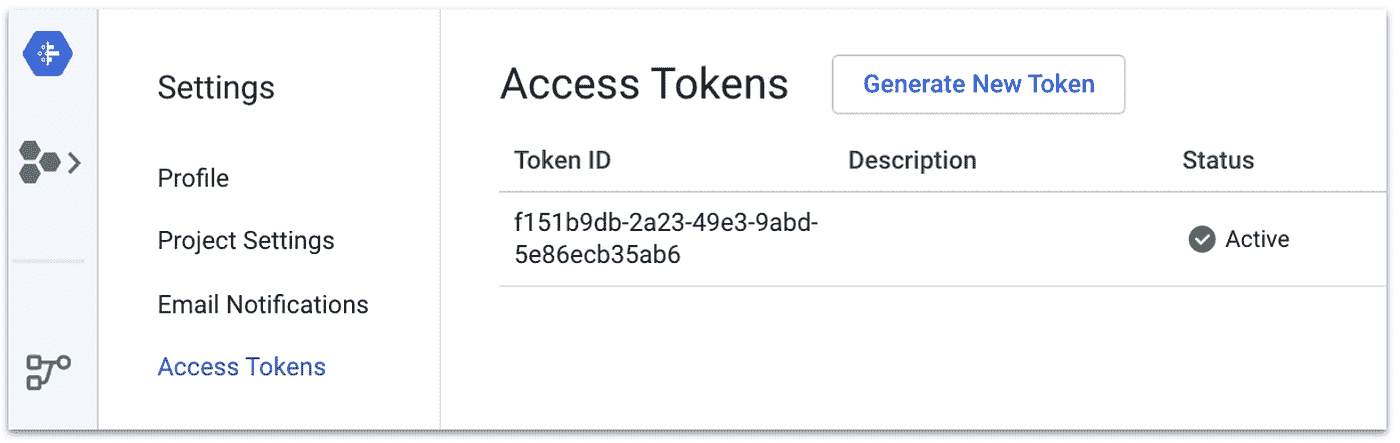 Settings
Profile
Project Settings
Email Notifications
Access Tokens
Access Tokens
Generate New Token
Token ID
Description
Status
f151b9db-2a23-49e3-9abd-
5e86ecb35ab6
Active